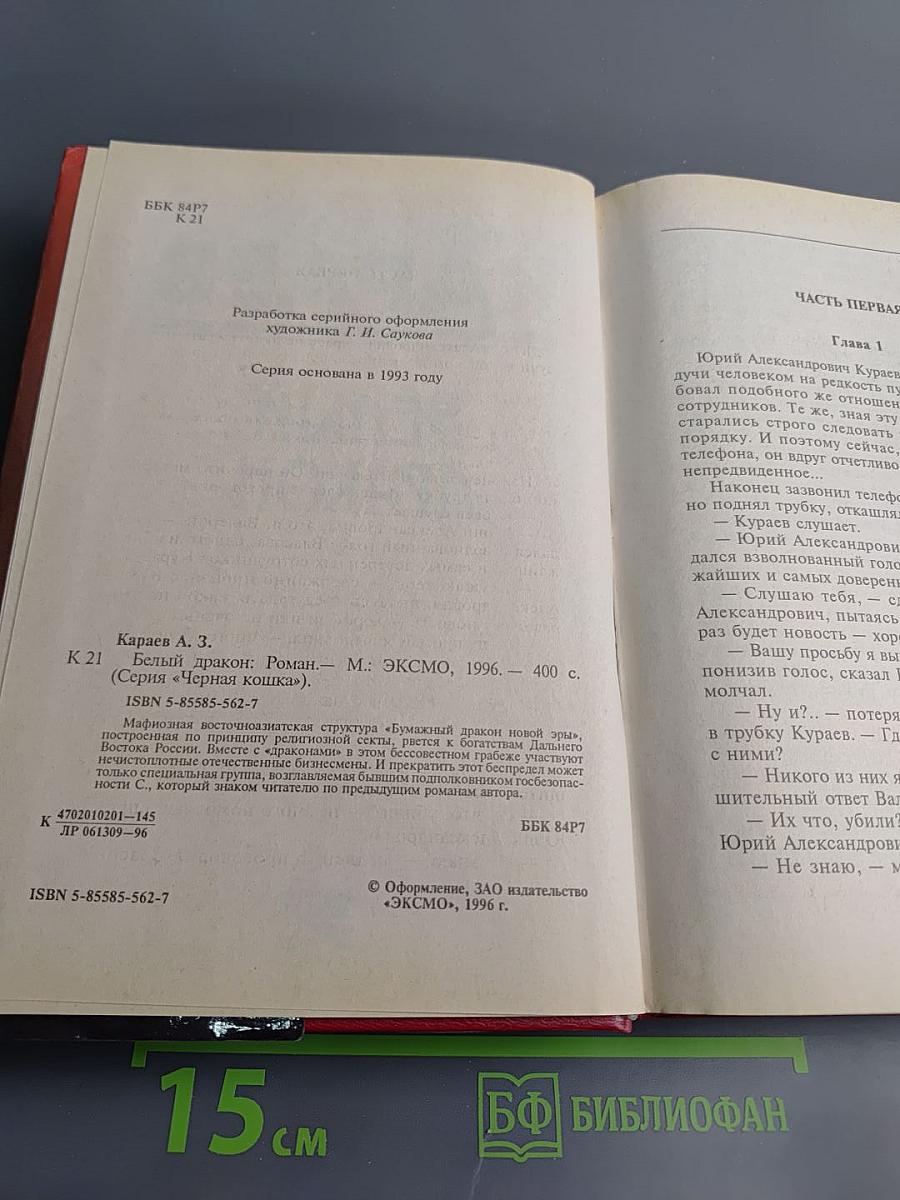 ББК 84Р7
К 21
Разработка серийного оформления
художника Г. И. Саукова
Серия основана в 1993 году
Караев А. З.
К 21 Белый дракон: Роман.— М.: ЭКСМО, 1996.— 400 с.
(Серия «Черная кошка»).
ISBN 5-85585-562-7
Мафиозная восточноазиатская структура «Бумажный дракон новой эры»,
построенная по принципу религиозной секты, рвется к богатствам Дальнего
Востока России. Вместе с «драконами» в этом бессовестном грабеже участвуют
нечистоплотные отечественные бизнесмены. И прекратить этот беспредел может
только специальная группа, возглавляемая бывшим подполковником госбезопас-
ности С., который знаком читателю по предыдущим романам автора.
К 4702010201—145
ЛР 061309—96
ББК 84Р7
ISBN 5-85585-562-7
© Оформление, ЗАО издательство
«ЭКСМО», 1996 г.
ЧАСТЬ ПЕРВАЯ
Глава 1
Юрий Александрович Кураев
дучи человеком на редкость пу
бовал подобного же отношен
сотрудников. Те же, зная эту
старались строго следовать
порядку. И поэтому сейчас,
телефона, он вдруг отчетливо
непредвиденное...
Наконец зазвонил телефо
но поднял трубку, откашлял
— Кураев слушает.
— Юрий Александрови
дался взволнованный голо
жайших и самых доверенн
— Слушаю тебя, — сд
Александрович, пытаясь
раз будет новость — хоро
— Вашу просьбу я вы
понизив голос, сказал
молчал.
— Ну и?.. — потеря
в трубку Кураев. — Гд
с ними?
— Никого из них я
шительный ответ Вал
— Их что, убили?
Юрий Александрови
— Не знаю, — м
15 см
БФ БИБЛИОФАН